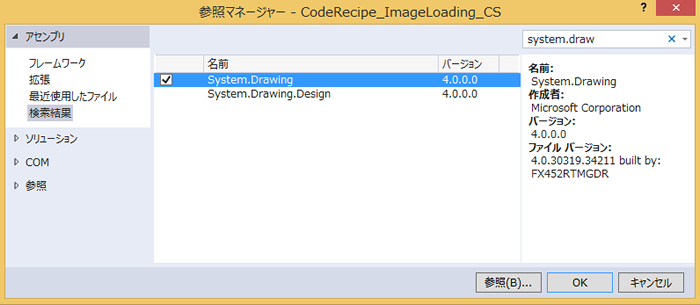 参照マネージャー - CodeRecipe_ImageLoading_CS
? ×
アセンブリ
system.draw
フレームワーク
拡張
最近使用したファイル
検索結果
ソリューション
COM
参照
名前 バージョン
System.Drawing 4.0.0.0
System.Drawing.Design 4.0.0.0
名前:
System.Drawing
作成者:
Microsoft Corporation
バージョン:
4.0.0.0
ファイル バージョン:
4.0.30319.34211 built by:
FX452RTMGDR
参照(B)... OK キャンセル